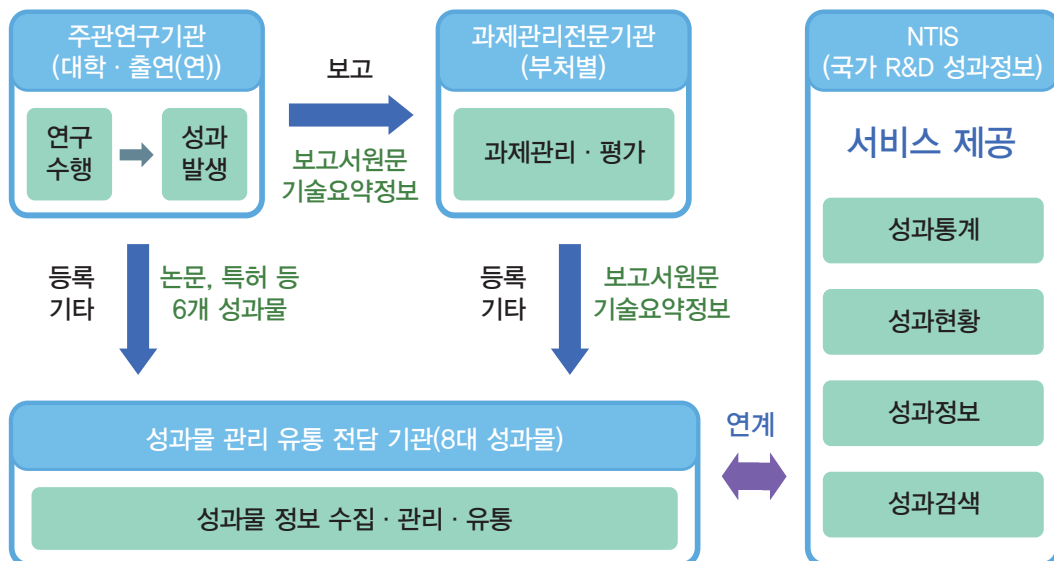 주관연구기관
(대학 · 출연(연))
연구
수행
성과
발생
보고
보고서원문
기술요약정보
과제관리전문기관
(부처별)
과제관리 · 평가
등록
기타
논문, 특허 등
6개 성과물
등록
기타
보고서원문
기술요약정보
성과물 관리 유통 전담 기관(8대 성과물)
성과물 정보 수집 · 관리 · 유통
연계
NTIS
(국가 R&D 성과정보)
서비스 제공
성과통계
성과현황
성과정보
성과검색